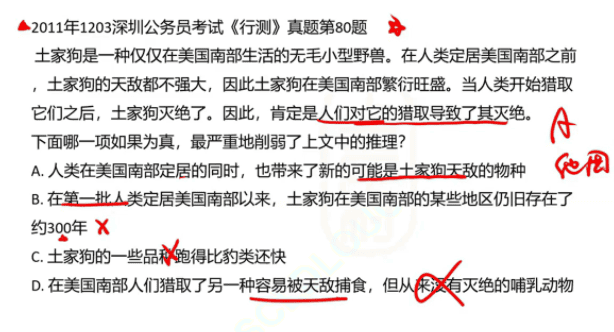 2011年1203深圳公务员考试《行测》真题第80题
土家狗是一种仅仅在美国南部生活的无毛小型野兽。在人类定居美国南部之前
，土家狗的天敌都不强大，因此土家狗在美国南部繁衍旺盛。当人类开始猎取
它们之后，土家狗灭绝了。因此，肯定是人们对它的猎取导致了其灭绝。
下面哪一项如果为真，最严重地削弱了上文中的推理？
A
他因
A. 人类在美国南部定居的同时，也带来了新的可能是土家狗天敌的物种
B. 在第一批人类定居美国南部以来，土家狗在美国南部的某些地区仍旧存在了
约300年
C. 土家狗的一些品种跑得比豹类还快
D. 在美国南部人们猎取了另一种容易被天敌捕食，但从来没有灭绝的哺乳动物